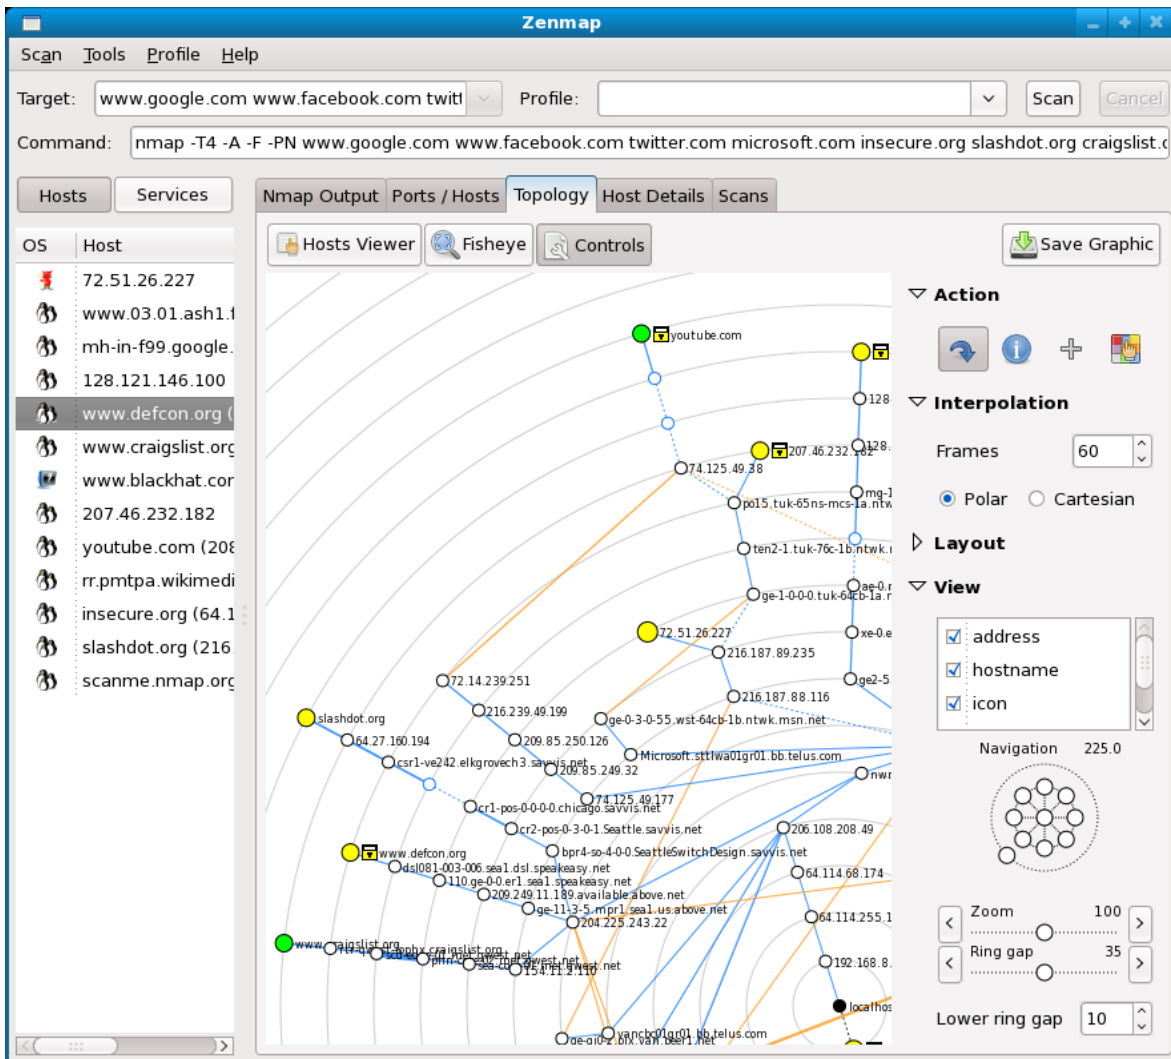 Zenmap
Scan Tools Profile Help
Target: www.google.com www.facebook.com twitt Profile: Scan Cancel
Command: nmap -T4 -A -F -PN www.google.com www.facebook.com twitter.com microsoft.com insecure.org slashdot.org craigslist.o
Hosts Services
Nmap Output Ports / Hosts Topology Host Details Scans
OS Host
72.51.26.227
www.03.01.ash1.f
mh-in-f99.google.
128.121.146.100
www.defcon.org (
www.craigslist.org
www.blackhat.com
207.46.232.182
youtube.com (208
rr.pmtpa.wikimedi
insecure.org (64.1
slashdot.org (216.
scanme.nmap.org
Hosts Viewer Fisheye Controls Save Graphic
youtube.com
128
207.46.232.182
128.
74.125.49.38
mg-1
po15.tuk-65ns-mcs-1a.ntw
ten2-1.tuk-76c-1b.ntwk.
ae-0.
ge-1-0-0-0.tuk-64cb-1a.
72.51.26.227
xe-0.e
216.187.89.235
72.14.239.251
ge2-5
216.187.88.116
216.239.49.199
slashdot.org
ge-0-3-0-55.wst-64cb-1b.ntwk.msn.net
64.27.160.194
209.85.250.126
Microsoft.sttlwa01gr01.bb.telus.com
csr1-ve242.elkgrovech3.savvis.net
209.85.249.32
nwr
74.125.49.177
cr1-pos-0-0-0-0.chicago.savvis.net
cr2-pos-0-3-0-1.Seattle.savvis.net
206.108.208.49
www.defcon.org
bpr4-so-4-0-0.SeattleSwitchDesign.savvis.net
dsl081-003-006.sea1.dsl.speakeasy.net
64.114.68.174
110.ge-0-0.er1.sea1.speakeasy.net
209.249.11.189.available.above.net
ge-11-3-5.mpr1.sea1.us.above.net
64.114.255.1
204.225.243.22
www.craigslist.org
192.168.8.
154.11.2.110
localhos
vancbc01gr01.bb.telus.com
Action
Interpolation
Frames 60
Polar Cartesian
Layout
View
address
hostname
icon
Navigation 225.0
Zoom 100
Ring gap 35
Lower ring gap 10